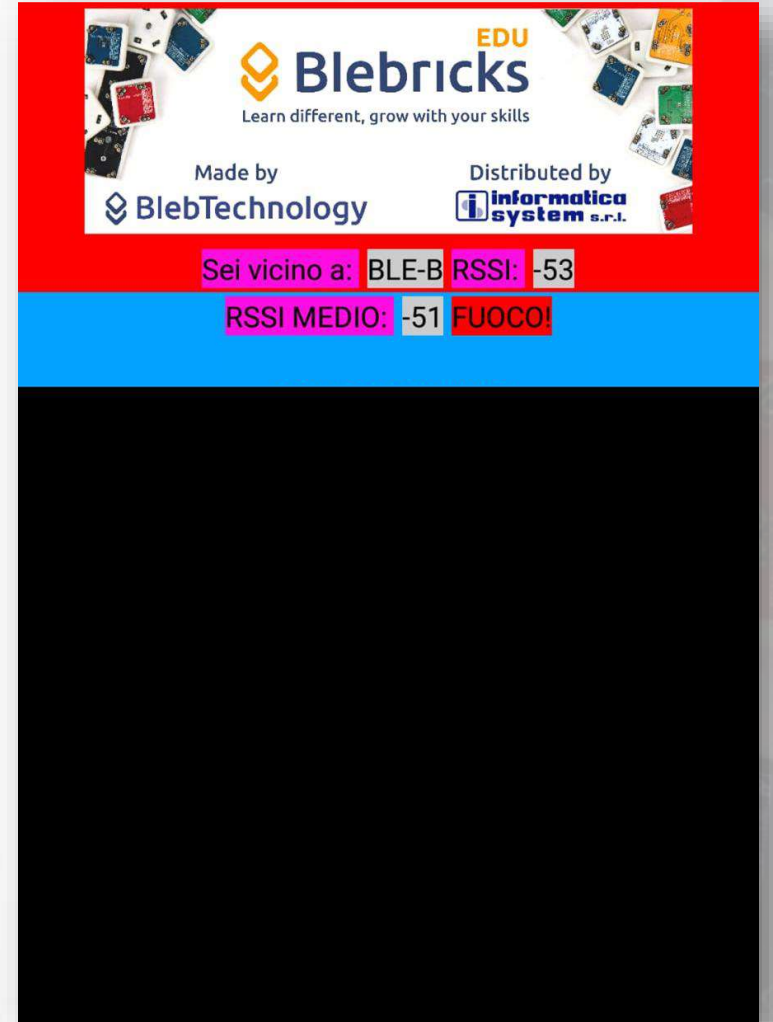 EDU
Blebricks
Learn different, grow with your skills
Made by
BlebTechnology
Distributed by
informatica
system s.r.l.
Sei vicino a: BLE-B RSSI: -53
RSSI MEDIO: -51 FUOCO!